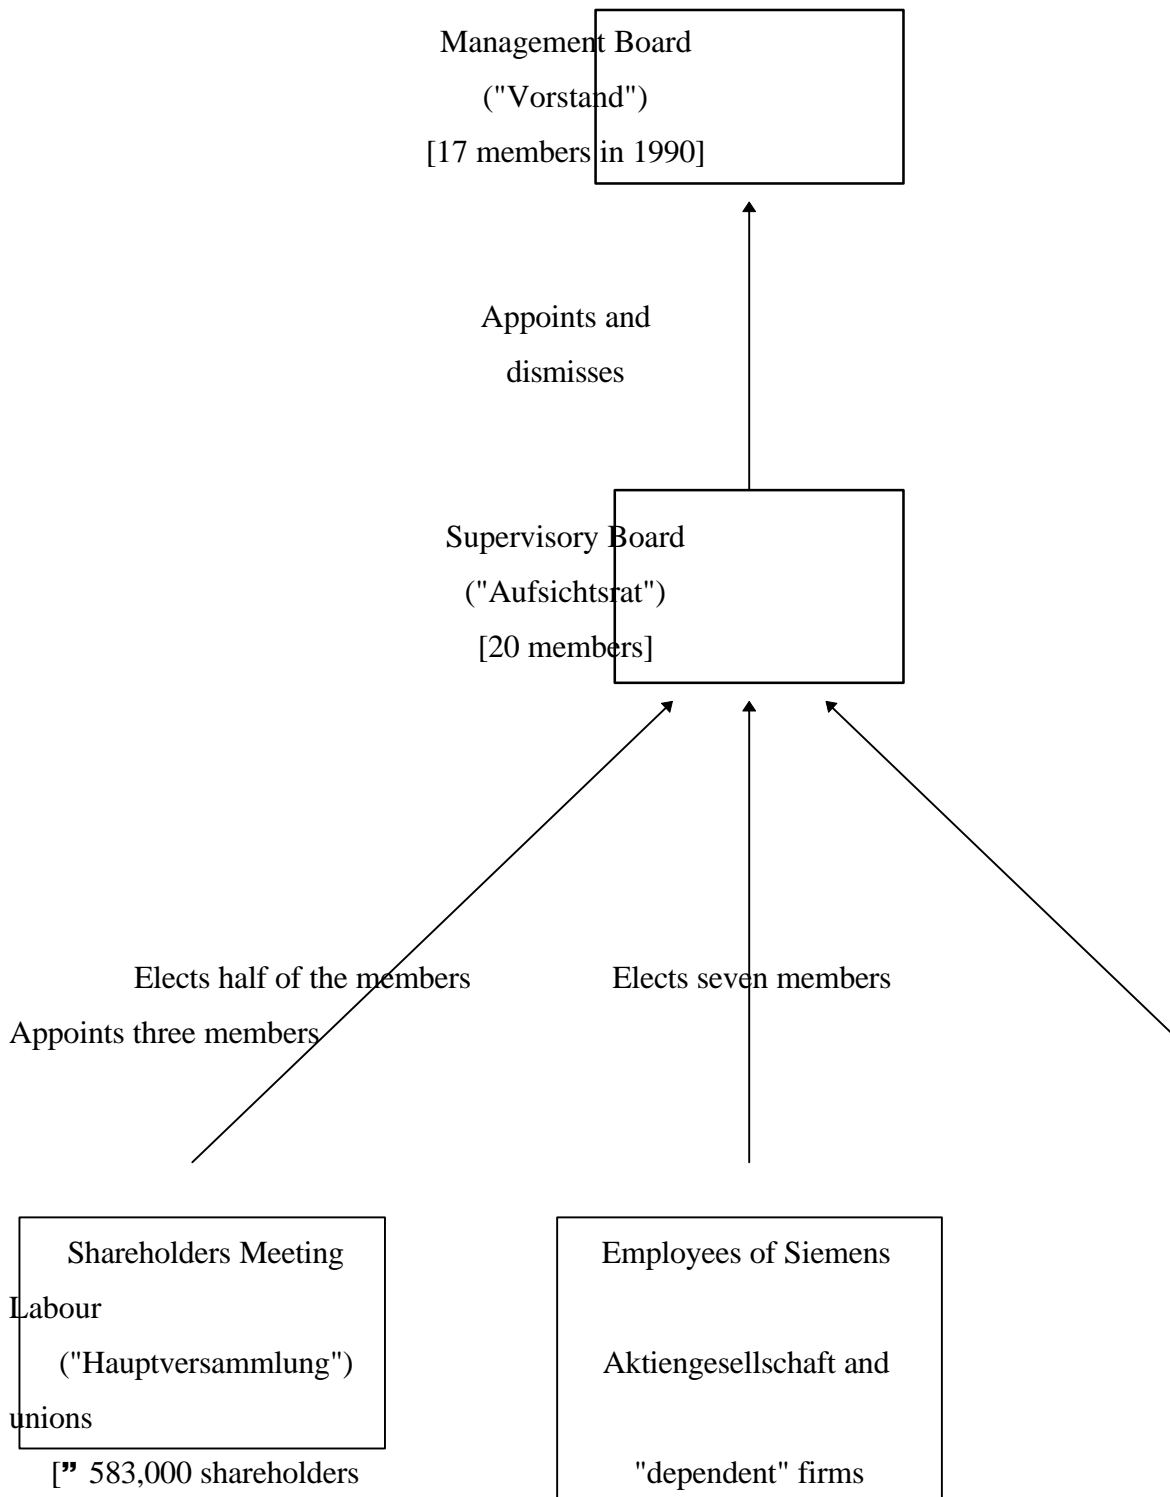 Management Board
("Vorstand")
[17 members in 1990]
Appoints and
dismisses
Supervisory Board
("Aufsichtsrat")
[20 members]
Elects half of the members Elects seven members
Appoints three members
Shareholders Meeting Employees of Siemens
Labour
("Hauptversammlung") Aktiengesellschaft and
unions
[” 583,000 shareholders "dependent" firms